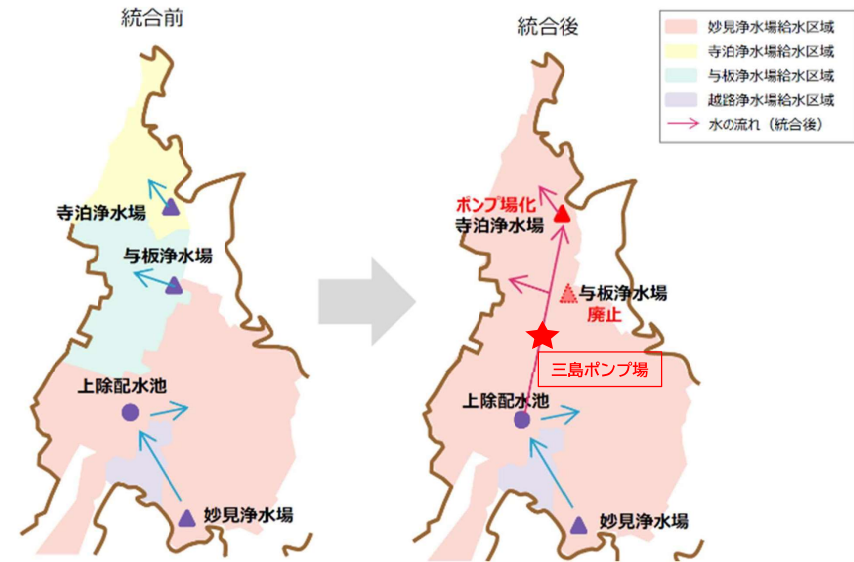 統合前
寺泊浄水場
与板浄水場
上除配水池
妙見浄水場
統合後
ポンプ場化
寺泊浄水場
与板浄水場
廃止
三島ポンプ場
上除配水池
妙見浄水場
妙見浄水場給水区域
寺泊浄水場給水区域
与板浄水場給水区域
越路浄水場給水区域
水の流れ（統合後）